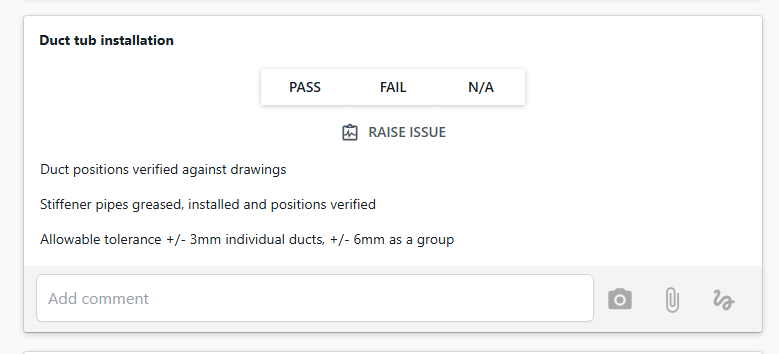 Duct tub installation
PASS FAIL N/A
RAISE ISSUE
Duct positions verified against drawings
Stiffener pipes greased, installed and positions verified
Allowable tolerance +/- 3mm individual ducts, +/- 6mm as a group
Add comment